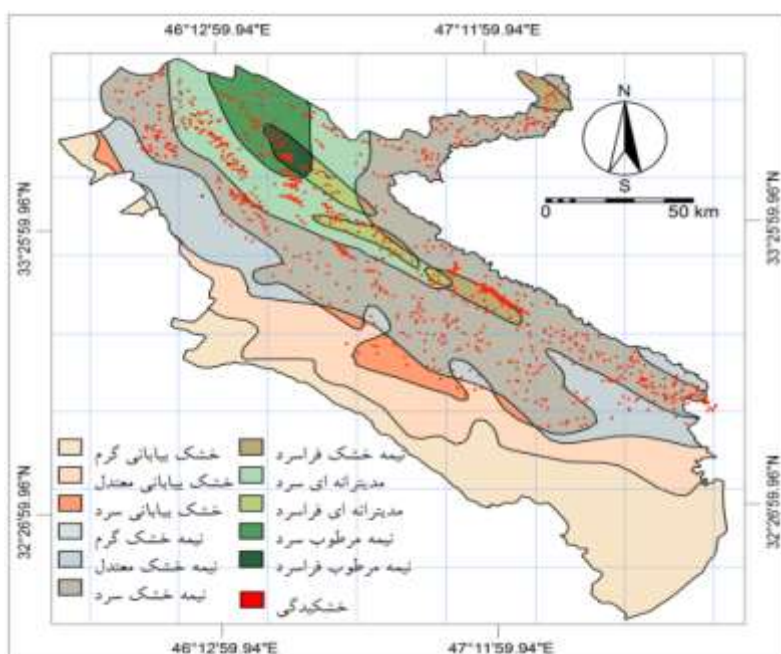 46°12'59.94"E 47°11'59.94"E
33°25'59.96"N
33°25'59.96"N
N
S
0 50 km
خشک بیابانی گرم
خشک بیابانی معتدل
خشک بیابانی سرد
نیمه خشک گرم
نیمه خشک معتدل
نیمه خشک سرد
نیمه خشک فراسرد
مدیترانه ای سرد
مدیترانه ای فراسرد
نیمه مرطوب سرد
نیمه مرطوب فراسرد
خشکیدگی
32°26'59.96"N
32°26'59.96"N
46°12'59.94"E 47°11'59.94"E